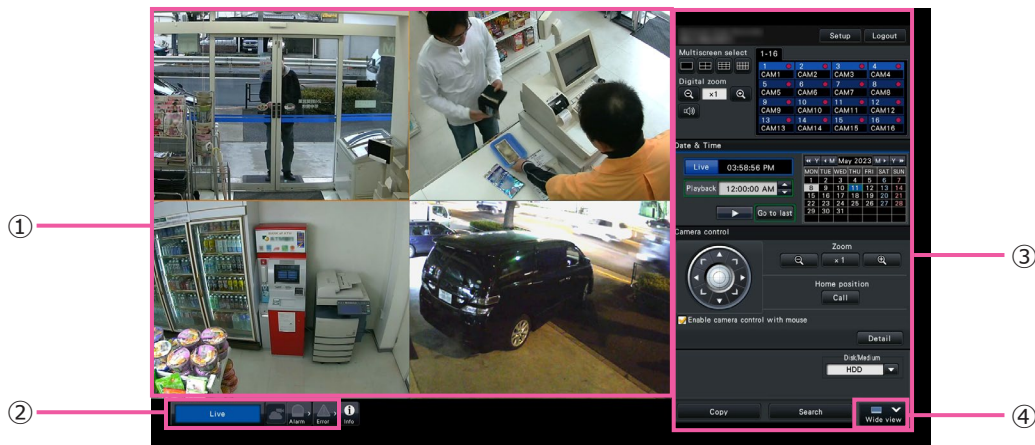 Setup Logout
Multiscreen select 1-16
1 2 3 4
CAM1 CAM2 CAM3 CAM4
Digital zoom
5 6 7 8
×1
CAM5 CAM6 CAM7 CAM8
9 10 11 12
CAM9 CAM10 CAM11 CAM12
13 14 15 16
CAM13 CAM14 CAM15 CAM16
Date & Time
Live 03:58:56 PM
Playback 12:00:00 AM
Go to last
Y M May 2023 M Y
MON TUE WED THU FRI SAT SUN
1 2 3 4 5 6 7
8 9 10 11 12 13 14
15 16 17 18 19 20 21
22 23 24 25 26 27 28
29 30 31
①
Camera control
③
Zoom
×1
Home position
Call
Enable camera control with mouse
Detail
Disk/Medium
HDD
②
Live Alarm Error Info
Copy Search Wide view
④